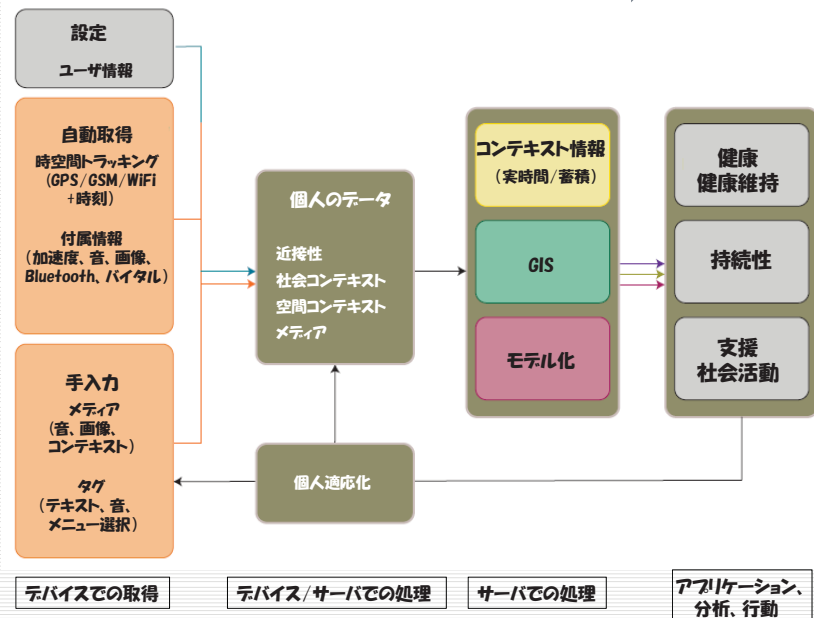 設定
ユーザ情報
自動取得
時空間トラッキング
(GPS/GSM/WiFi
+時刻)
付属情報
(加速度、音、画像、
Bluetooth、バイタル)
手入力
メディア
(音、画像、
コンテキスト)
タグ
(テキスト、音、
メニュー選択)
個人のデータ
近接性
社会コンテキスト
空間コンテキスト
メディア
個人適応化
コンテキスト情報
(実時間/蓄積)
GIS
モデル化
健康
健康維持
持続性
支援
社会活動
デバイスでの取得
デバイス/サーバでの処理
サーバでの処理
アプリケーション、
分析、行動